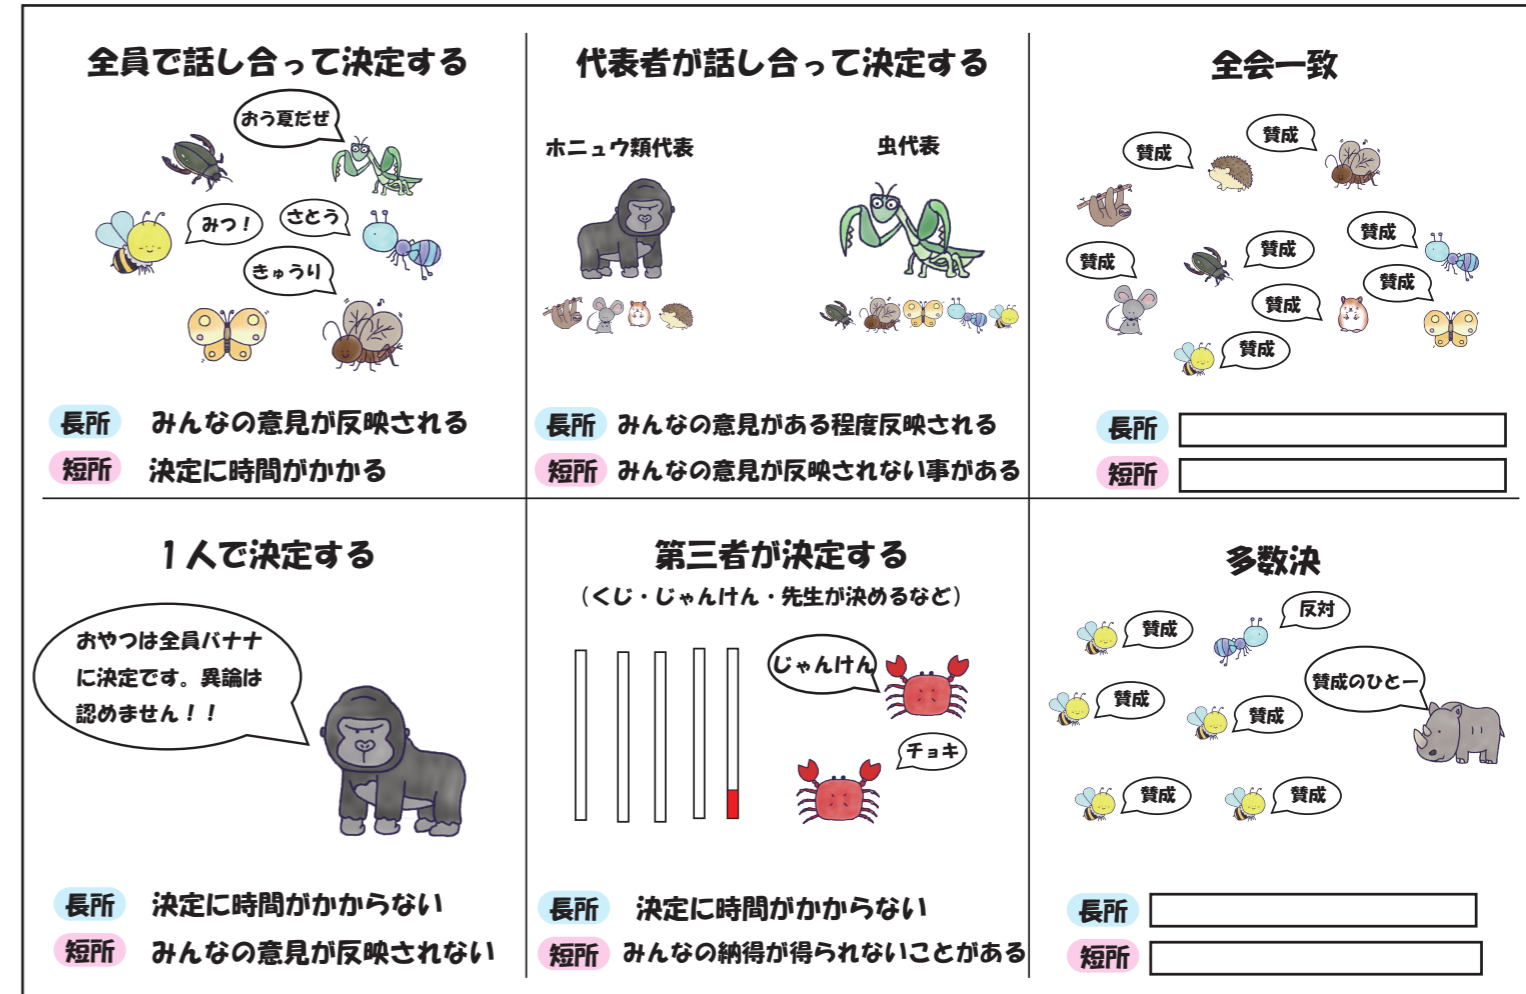 全員で話し合って決定する
おう夏だぜ
みつ！
さとう
きゅうり
長所 みんなの意見が反映される
短所 決定に時間がかかる
代表者が話し合って決定する
ホニュウ類代表
虫代表
長所 みんなの意見がある程度反映される
短所 みんなの意見が反映されない事がある
全会一致
賛成
賛成
賛成
賛成
賛成
賛成
賛成
賛成
長所
短所
1人で決定する
おやつは全員バナナ
に決定です。異論は
認めません！！
長所 決定に時間がかからない
短所 みんなの意見が反映されない
第三者が決定する
（くじ・じゃんけん・先生が決めるなど）
じゃんけん
チョキ
長所 決定に時間がかからない
短所 みんなの納得が得られないことがある
多数決
賛成
反対
賛成のひとー
賛成
賛成
賛成
賛成
長所
短所